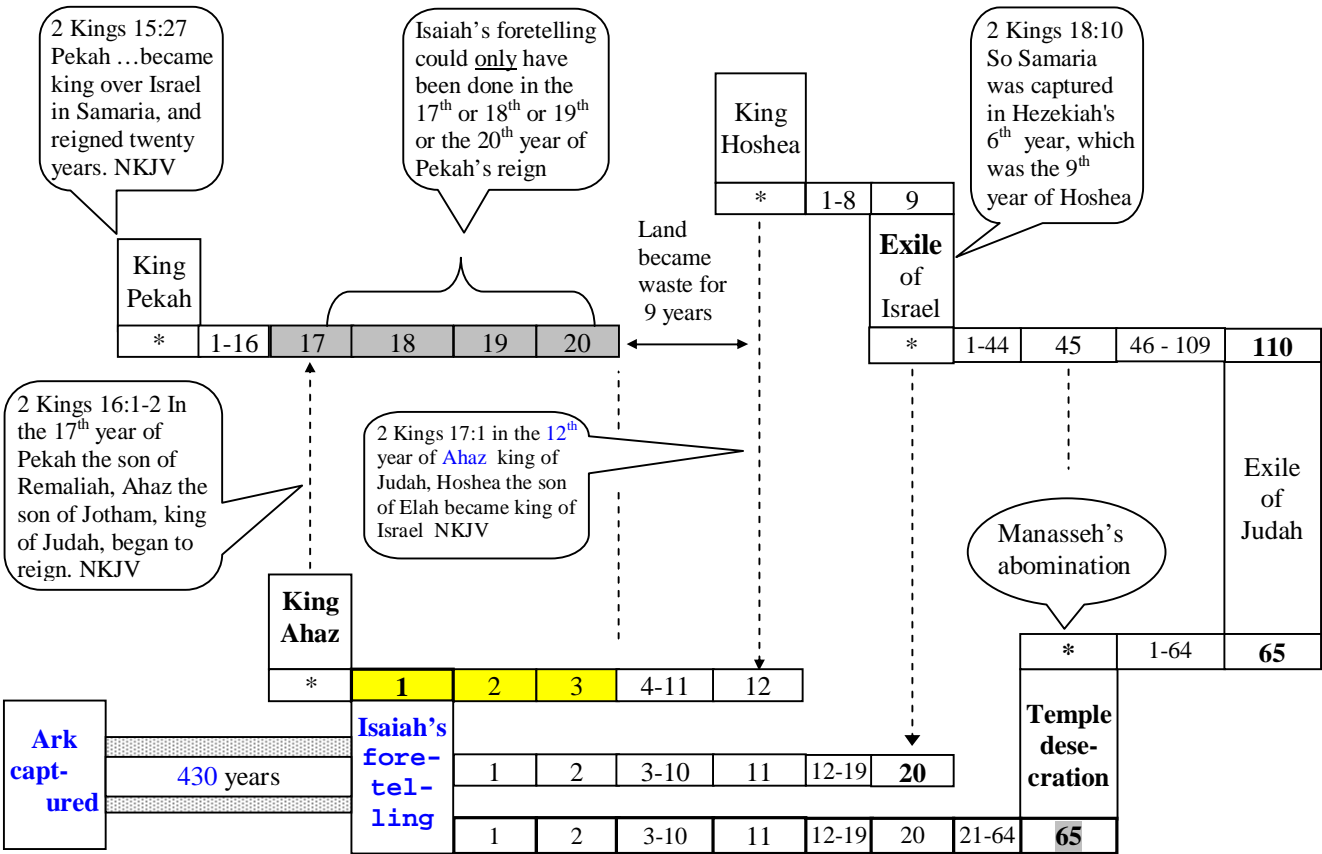 2 Kings 15:27
Pekah …became
king over Israel
in Samaria, and
reigned twenty
years. NKJV
Isaiah’s foretelling
could only have
been done in the
17th or 18th or 19th
or the 20th year of
Pekah’s reign
King
Hoshea
2 Kings 18:10
So Samaria
was captured
in Hezekiah's
6th year, which
was the 9th
year of Hoshea
* 1-8 9
King
Pekah
Land
became
waste for
9 years
Exile
of
Israel
* 1-16 17 18 19 20
* 1-44 45 46 - 109 110
2 Kings 16:1-2 In
the 17th year of
Pekah the son of
Remaliah, Ahaz the
son of Jotham, king
of Judah, began to
reign. NKJV
2 Kings 17:1 in the 12th
year of Ahaz king of
Judah, Hoshea the son
of Elah became king of
Israel NKJV
Exile
of
Judah
Manasseh’s
abomination
King
Ahaz
* 1-64 65
* 1 2 3 4-11 12
Ark
capt-
ured
430 years
Isaiah’s
fore-
tel-
ling
Temple
dese-
cration
1 2 3-10 11 12-19 20
1 2 3-10 11 12-19 20 21-64 65